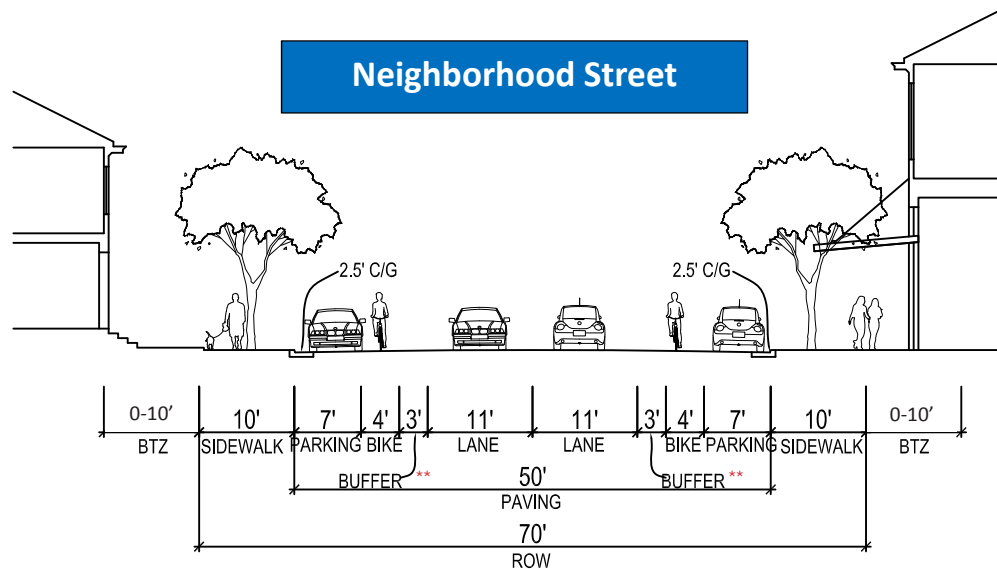 Neighborhood Street
2.5' C/G 2.5' C/G
0-10' 10' 7' 4' 3' 11' 11' 3' 4' 7' 10' 0-10'
BTZ SIDEWALK PARKING BIKE LANE LANE BIKE PARKING SIDEWALK BTZ
BUFFER ** BUFFER **
50'
PAVING
70'
ROW